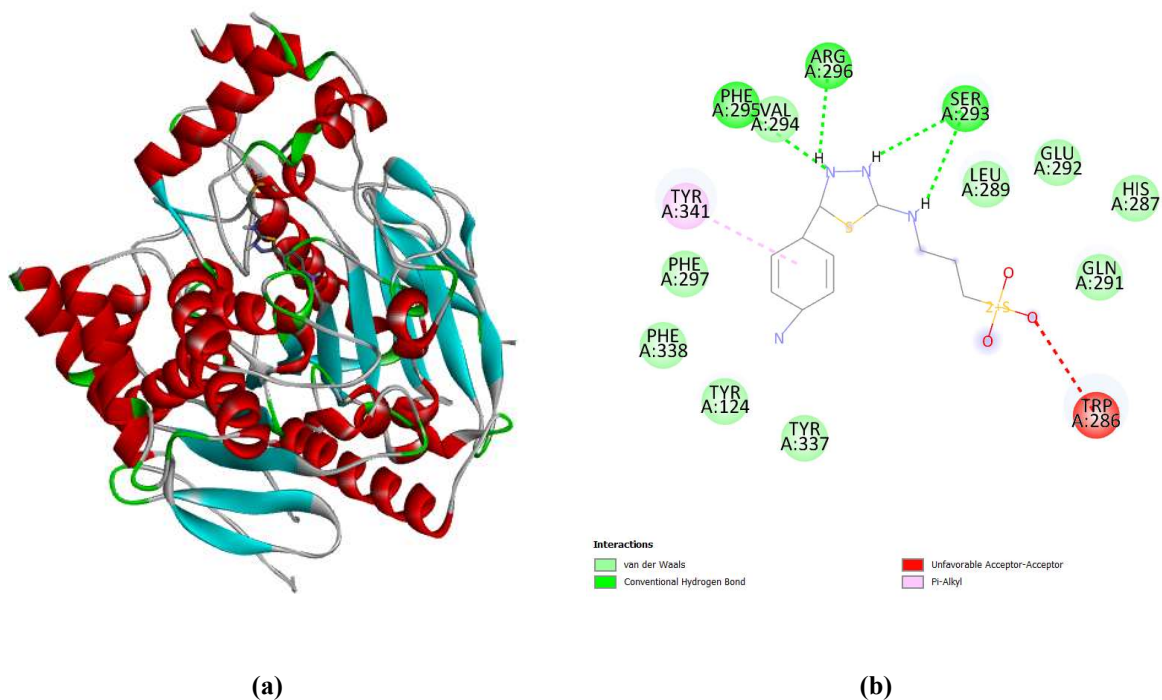 ARG
A:296
PHE
A:295
VAL
A:294
SER
A:293
H
H
N
N
LEU
A:289
GLU
A:292
HIS
A:287
TYR
A:341
H
S
N
PHE
A:297
GLN
A:291
O
2-S
O
N
O
PHE
A:338
TYR
A:124
TRP
A:286
TYR
A:337
Interactions
van der Waals
Conventional Hydrogen Bond
Unfavorable Acceptor-Acceptor
Pi-Alkyl
(a)
(b)